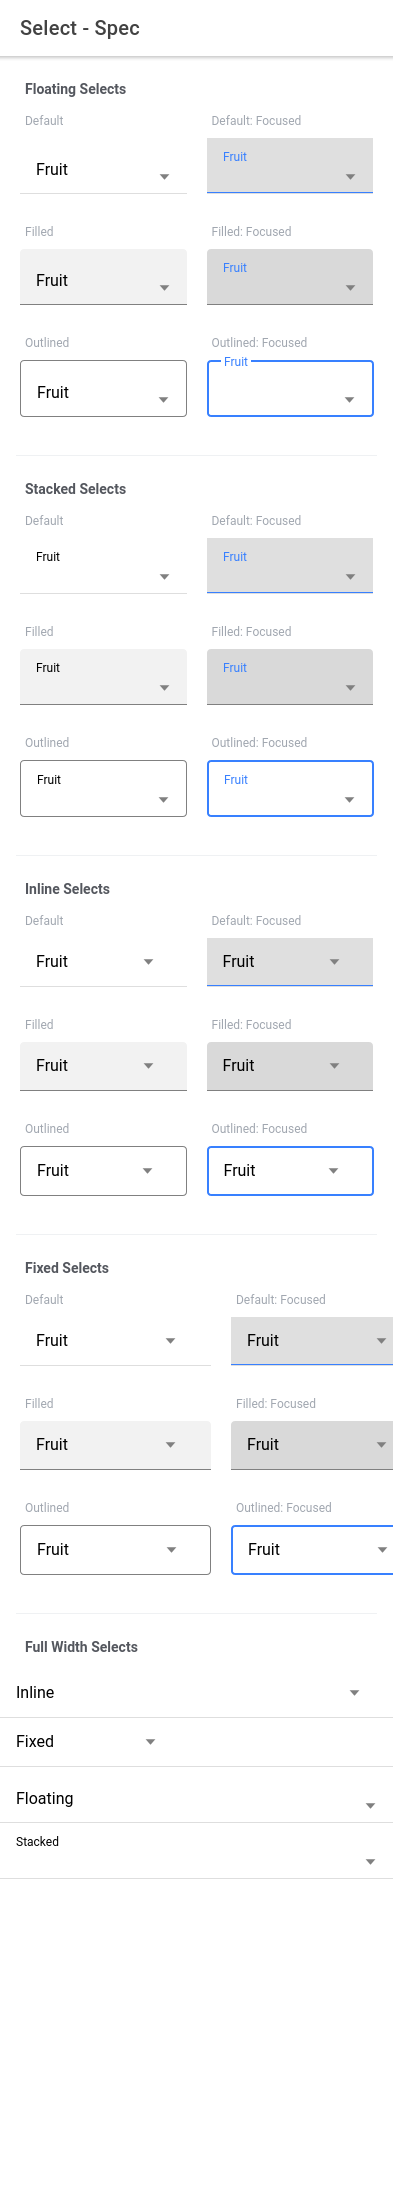 Select - Spec
Floating Selects
Default Default: Focused
Fruit Fruit
Filled Filled: Focused
Fruit Fruit
Outlined Outlined: Focused
Fruit Fruit
Stacked Selects
Default Default: Focused
Fruit Fruit
Filled Filled: Focused
Fruit Fruit
Outlined Outlined: Focused
Fruit Fruit
Inline Selects
Default Default: Focused
Fruit Fruit
Filled Filled: Focused
Fruit Fruit
Outlined Outlined: Focused
Fruit Fruit
Fixed Selects
Default Default: Focused
Fruit Fruit
Filled Filled: Focused
Fruit Fruit
Outlined Outlined: Focused
Fruit Fruit
Full Width Selects
Inline
Fixed
Floating
Stacked